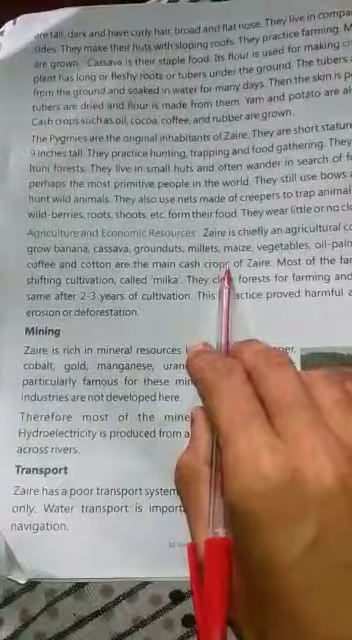 are tall, dark and have curly hair, broad and flat nose. They live in
sides. They make their huts with sloping roofs. They practice farming.
are grown. Cassava is their staple food. Its flour is used for making
plant has long or fleshy roots or tubers under the ground. The tubers
from the ground and soaked in water for many days. Then the skin is
tubers are dried and flour is made from them. Yam and potato are
Cash crops such as oil, cocoa, coffee, and rubber are grown.
The Pygmies are the original inhabitants of Zaire. They are short
9 inches tall. They practice hunting, trapping and food gathering. They
Ituri forests. They live in small huts and often wander in search of
perhaps the most primitive people in the world. They still use bows
hunt wild animals. They also use nets made of creepers to trap
wild-berries, roots, shoots, etc. form their food. They wear little or no
Agriculture and Economic Resources : Zaire is chiefly an agricultural
grow banana, cassava, groundnuts, millets, maize, vegetables,
coffee and cotton are the main cash crops of Zaire. Most of the
shifting cultivation, called 'milka'. They forests for farming and
same after 2-3 years of cultivation. This proved harmful
erosion or deforestation.
Mining
Zaire is rich in mineral resources
cobalt, gold, manganese,
particularly famous for these
industries are not developed here.
Therefore most of the
Hydroelectricity is produced from
across rivers.
Transport
Zaire has a poor transport system
only. Water transport is
navigation.